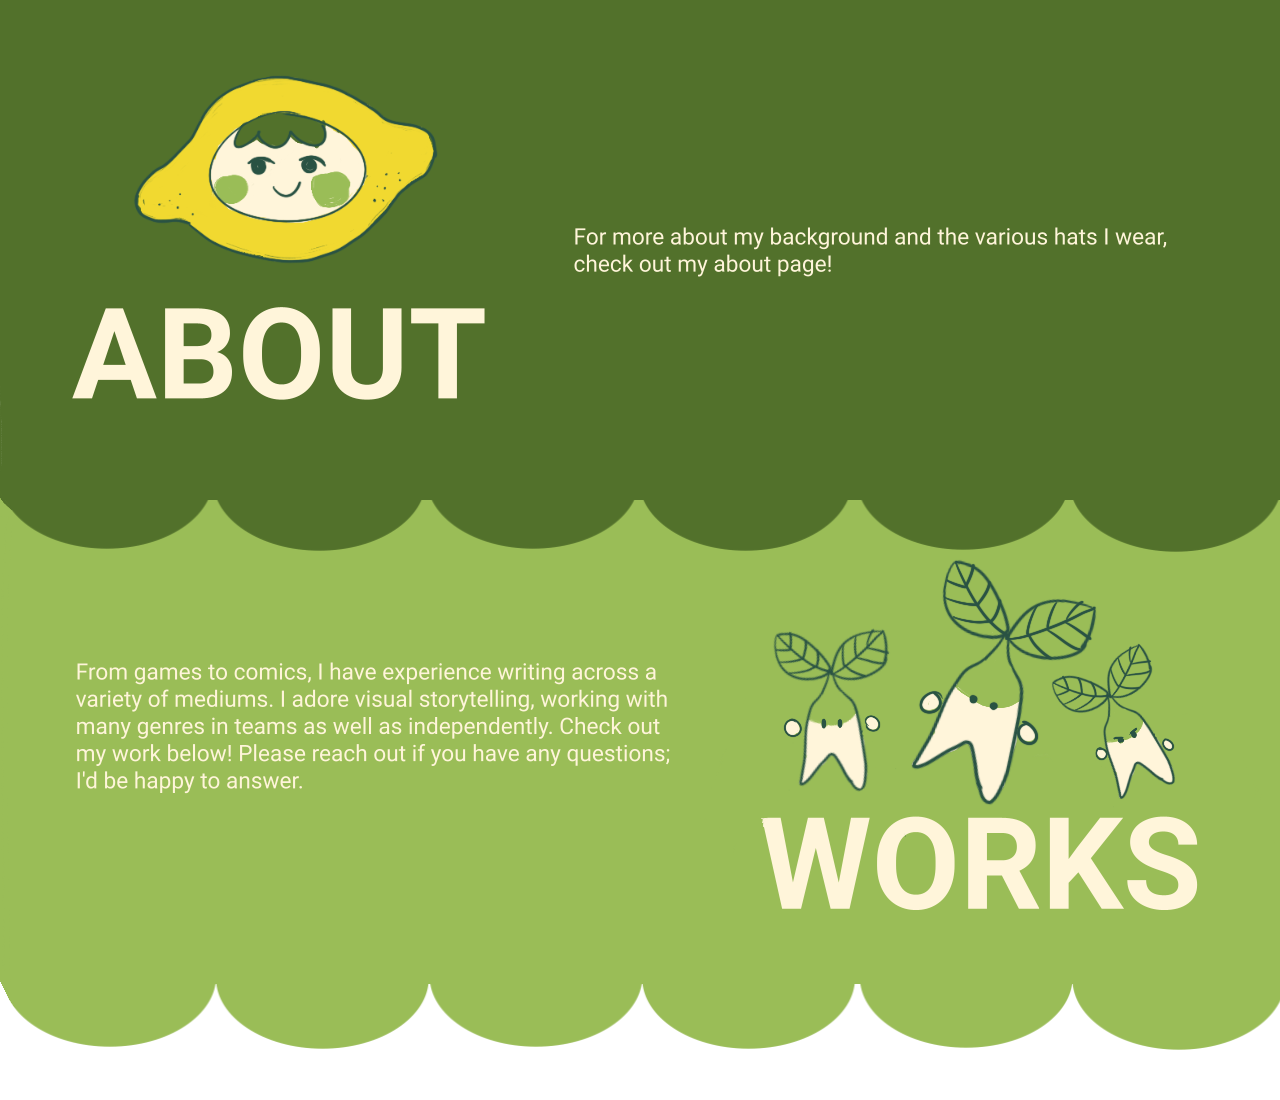 For more about my background and the various hats I wear,
check out my about page!
ABOUT
From games to comics, I have experience writing across a
variety of mediums. I adore visual storytelling, working with
many genres in teams as well as independently. Check out
my work below! Please reach out if you have any questions;
I'd be happy to answer.
WORKS